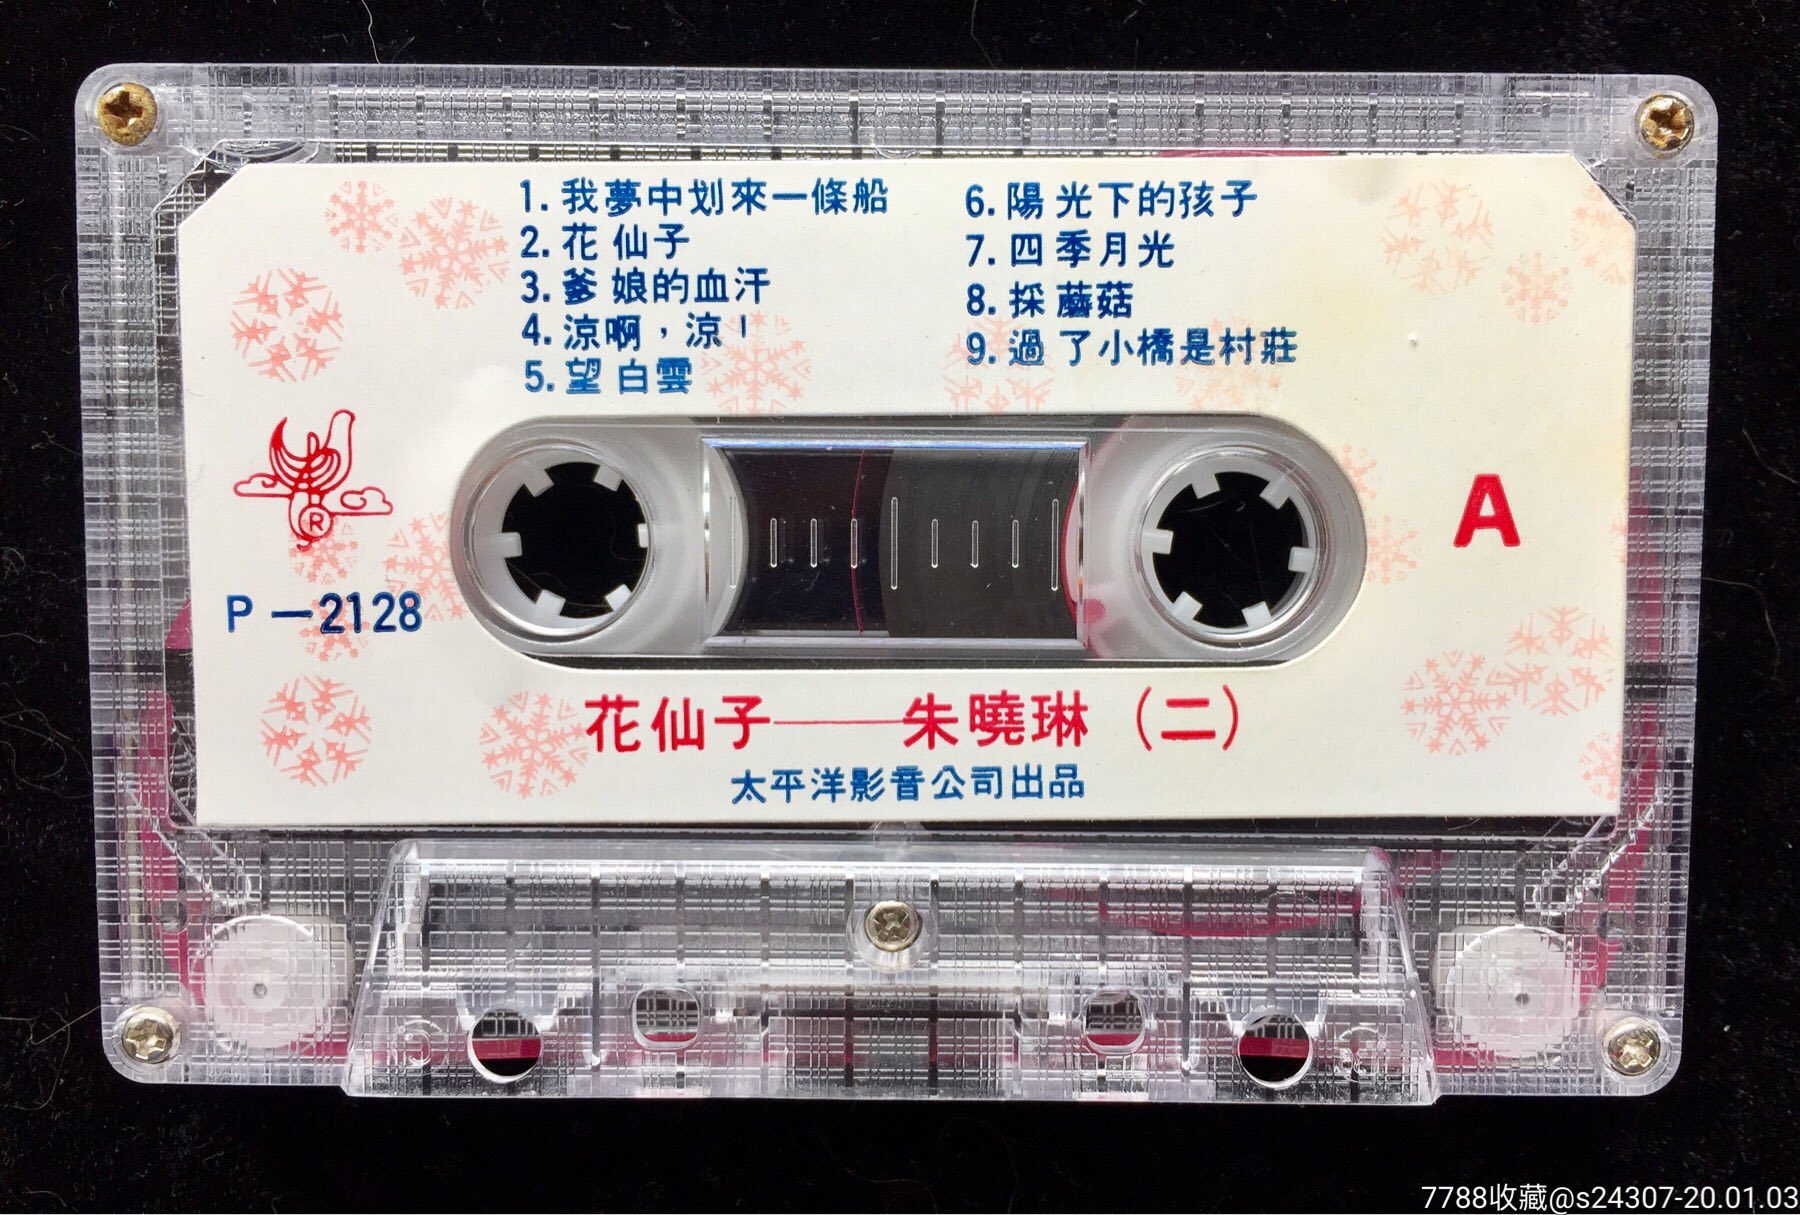 1. 我夢中划來一條船
2. 花仙子
3. 爹娘的血汗
4. 涼啊，涼！
5. 望白雲
6. 陽光下的孩子
7. 四季月光
8. 採蘑菇
9. 過了小橋是村莊
®
A
P—2128
花仙子——朱曉琳（二）
太平洋影音公司出品
7788收藏@s24307-20.01.03